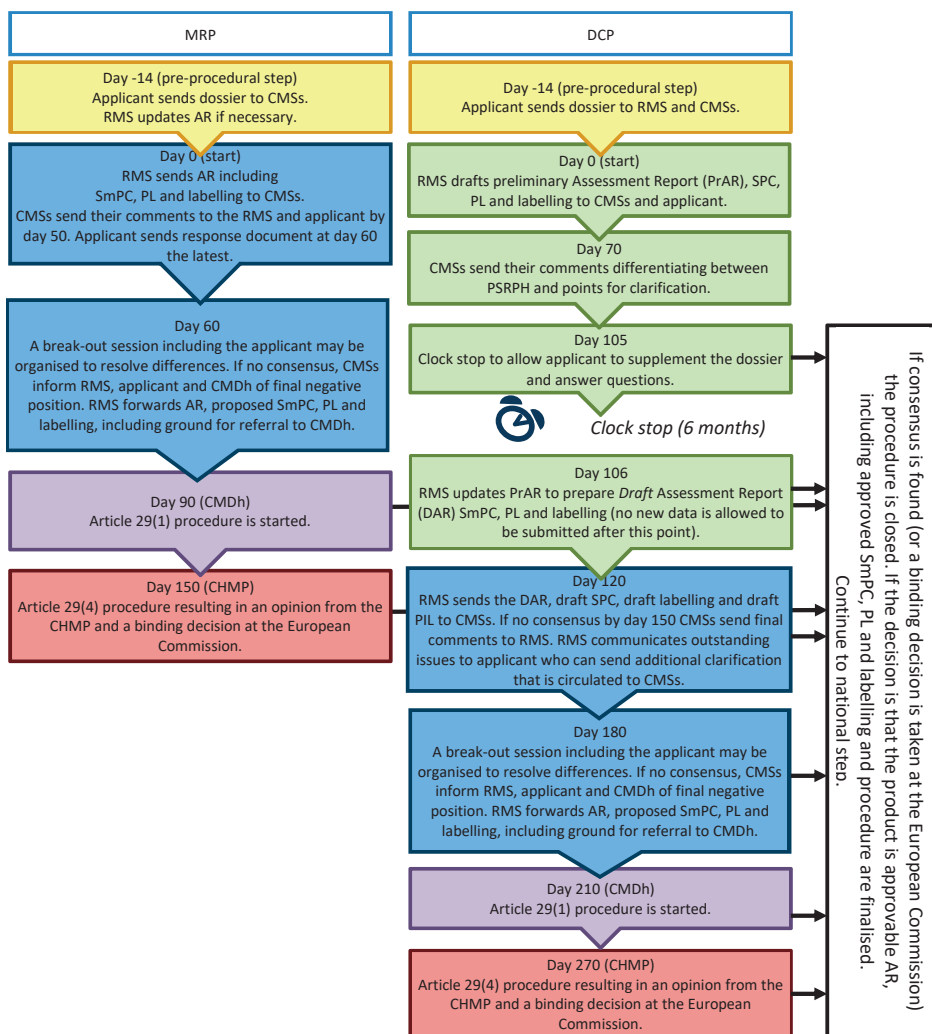 MRP
Day -14 (pre-procedural step)
Applicant sends dossier to CMSs.
RMS updates AR if necessary.
Day 0 (start)
RMS sends AR including
SmPC, PL and labelling to CMSs.
CMSs send their comments to the RMS and applicant by
day 50. Applicant sends response document at day 60
the latest.
Day 60
A break-out session including the applicant may be
organised to resolve differences. If no consensus, CMSs
inform RMS, applicant and CMDh of final negative
position. RMS forwards AR, proposed SmPC, PL and
labelling, including ground for referral to CMDh.
Day 90 (CMDh)
Article 29(1) procedure is started.
Day 150 (CHMP)
Article 29(4) procedure resulting in an opinion from the
CHMP and a binding decision at the European
Commission.
DCP
Day -14 (pre-procedural step)
Applicant sends dossier to RMS and CMSs.
Day 0 (start)
RMS drafts preliminary Assessment Report (PrAR), SPC,
PL and labelling to CMSs and applicant.
Day 70
CMSs send their comments differentiating between
PSRPH and points for clarification.
Day 105
Clock stop to allow applicant to supplement the dossier
and answer questions.
Clock stop (6 months)
Day 106
RMS updates PrAR to prepare Draft Assessment Report
(DAR) SmPC, PL and labelling (no new data is allowed to
be submitted after this point).
Day 120
RMS sends the DAR, draft SPC, draft labelling and draft
PIL to CMSs. If no consensus by day 150 CMSs send final
comments to RMS. RMS communicates outstanding
issues to applicant who can send additional clarification
that is circulated to CMSs.
Day 180
A break-out session including the applicant may be
organised to resolve differences. If no consensus, CMSs
inform RMS, applicant and CMDh of final negative
position. RMS forwards AR, proposed SmPC, PL and
labelling, including ground for referral to CMDh.
Day 210 (CMDh)
Article 29(1) procedure is started.
Day 270 (CHMP)
Article 29(4) procedure resulting in an opinion from the
CHMP and a binding decision at the European
Commission.
If consensus is found (or a binding decision is taken at the European Commission)
the procedure is closed. If the decision is that the product is approvable AR,
including approved SmPC, PL and labelling and procedure are finalised.
Continue to national step.